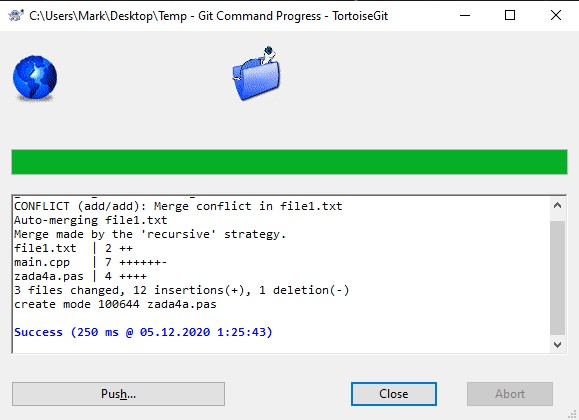 C:\Users\Mark\Desktop\Temp - Git Command Progress - TortoiseGit
CONFLICT (add/add): Merge conflict in file1.txt
Auto-merging file1.txt
Merge made by the 'recursive' strategy.
file1.txt  | 2 ++
main.cpp   | 7 ++++++-
zada4a.pas | 4 ++++
3 files changed, 12 insertions(+), 1 deletion(-)
create mode 100644 zada4a.pas
Success (250 ms @ 05.12.2020 1:25:43)
Push...
Close
Abort